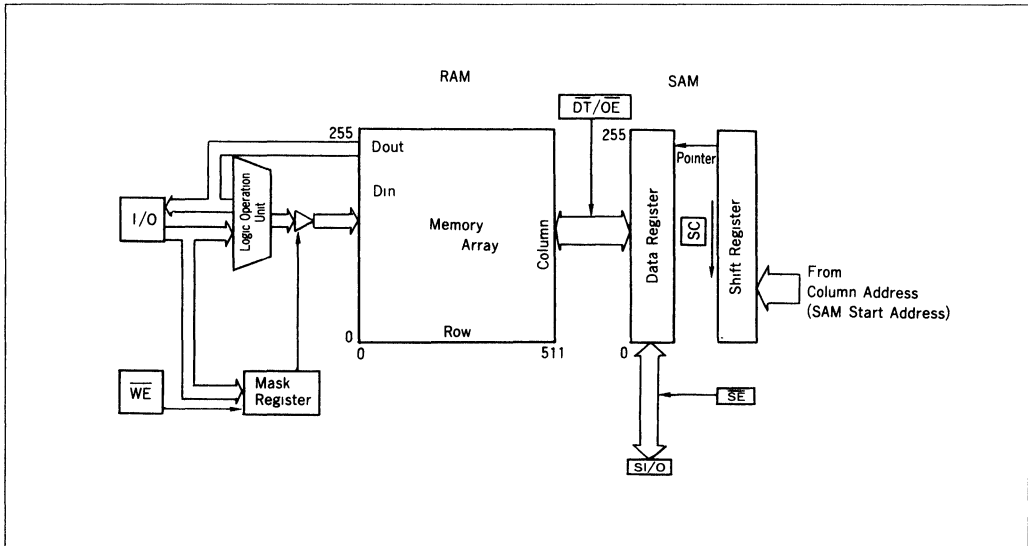 RAM
SAM
DT/OE
255
Dout
255
Pointer
Din
I/O
Logic Operation
Unit
Memory
Array
Column
Data Register
SC
Shift Register
From
Column Address
(SAM Start Address)
0
Row
0
511
0
WE
Mask
Register
SE
SI/O